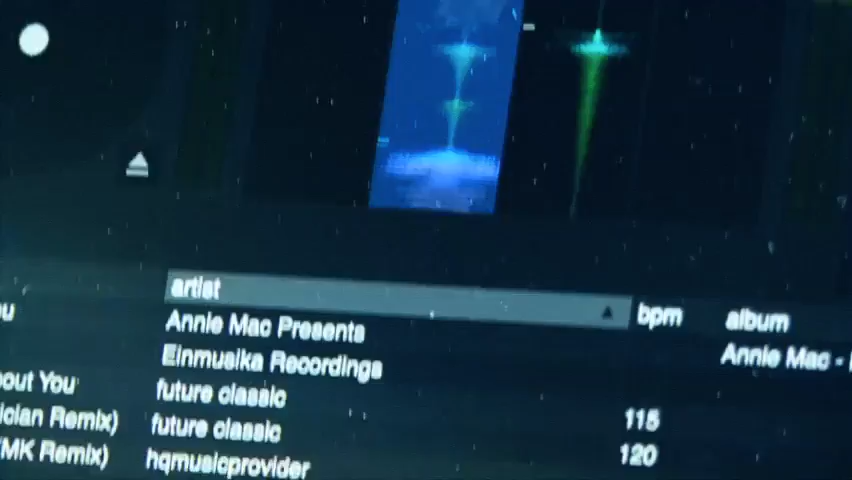 artist bpm album
Annie Mac Presents Annie Mac -
Einmusika Recordings
out You future classic
ician Remix) future classic 115
MK Remix) hqmusicprovider 120